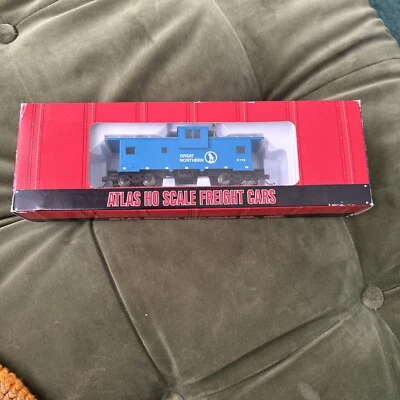 GREAT
NORTHERN
ATLAS HO SCALE FREIGHT CARS